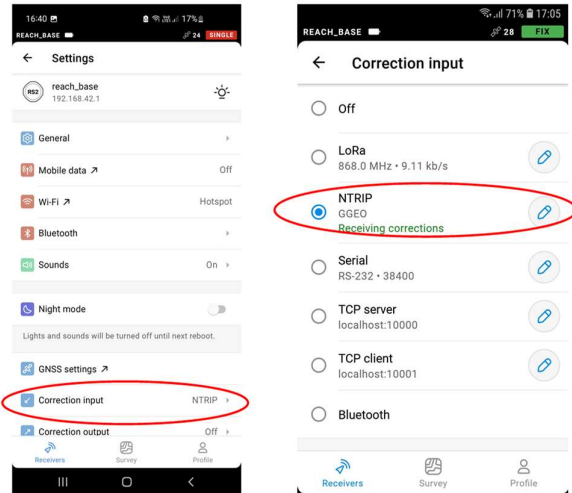 16:40 17%
REACH_BASE 24 SINGLE
Settings
RS2
reach_base
192.168.42.1
General
Mobile data Off
Wi-Fi Hotspot
Bluetooth
Sounds On
Night mode
Lights and sounds will be turned off until next reboot.
GNSS settings
Correction input NTRIP
Correction output Off
Receivers Survey Profile
71% 17:05
REACH_BASE 28 FIX
Correction input
Off
LoRa
868.0 MHz • 9.11 kb/s
NTRIP
GGEO
Receiving corrections
Serial
RS-232 • 38400
TCP server
localhost:10000
TCP client
localhost:10001
Bluetooth
Receivers Survey Profile